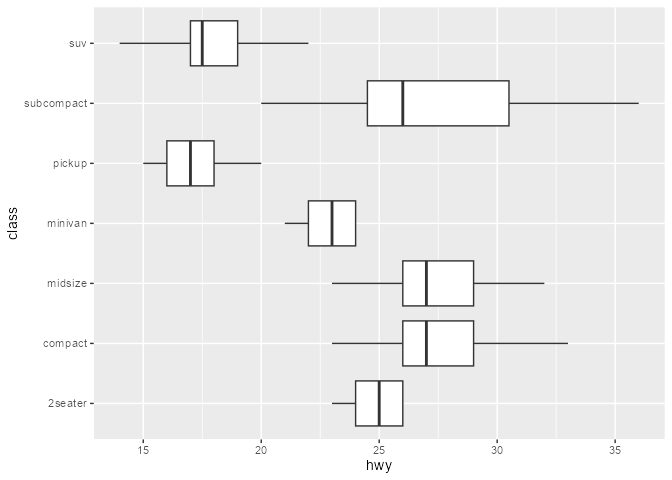 suv
subcompact
pickup
minivan
midsize
compact
2seater
class
15 20 25 30 35
hwy